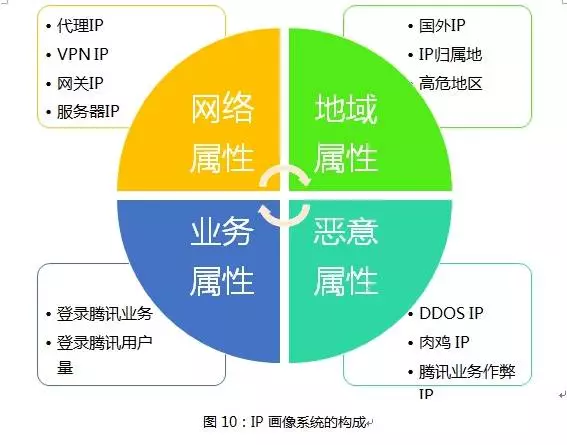 代理IP
VPN IP
网关IP
服务器IP
国外IP
IP归属地
高危地区
网络
属性
地域
属性
业务
属性
恶意
属性
登录腾讯业务
登录腾讯用户
量
DDOS IP
肉鸡 IP
腾讯业务作弊
IP
图 10：IP 画像系统的构成